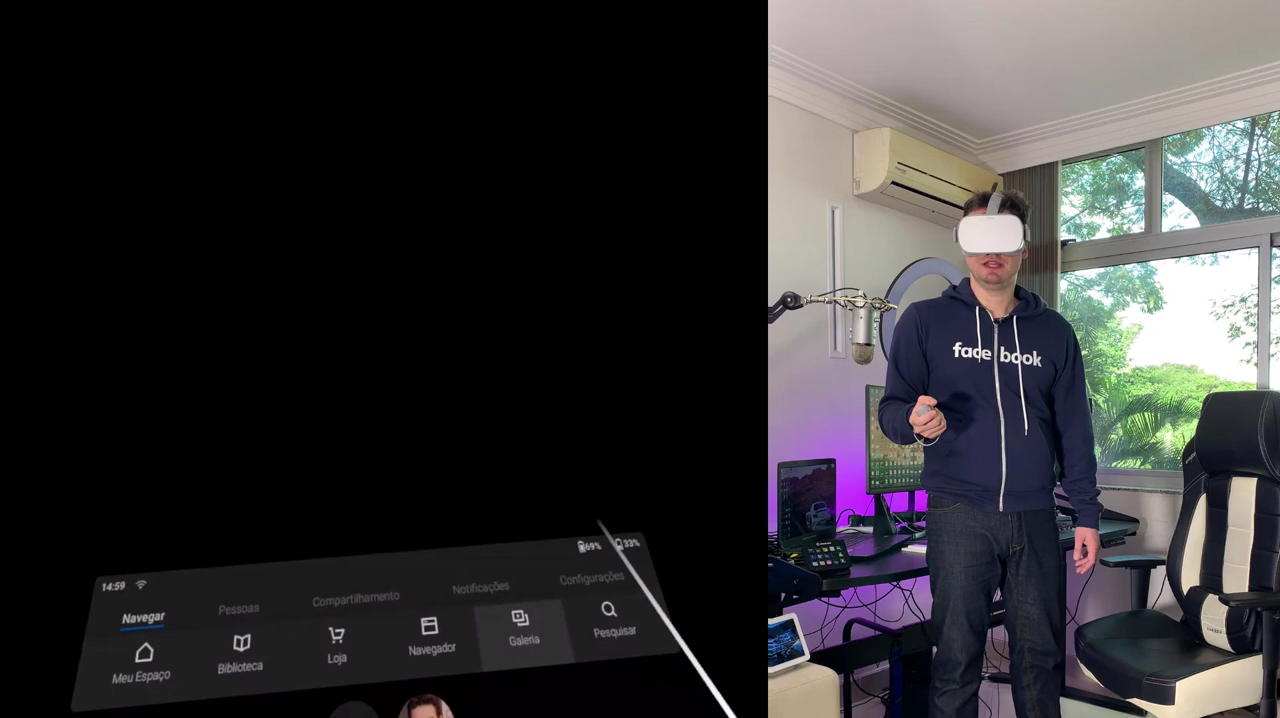 14:59
69%
33%
Navegar
Pessoas
Compartilhamento
Notificações
Configurações
Meu Espaço
Biblioteca
Loja
Navegador
Galeria
Pesquisar
facebook